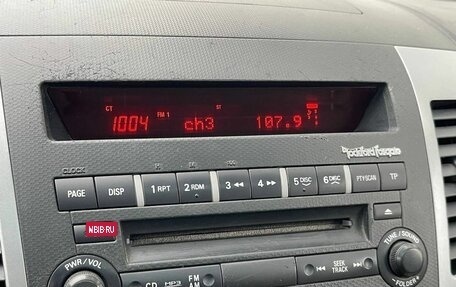 CT FM 1 ST
1004 ch3 107.9
Rockford Fosgate
CLOCK
PAGE DISP 1 RPT 2 RDM 3 ◄◄ 4 ►► 5 DISC 6 DISC PTY/SCAN TP
NBIB·RU
PWR / VOL
CD MP3 FM
AM
SEEK
TRACK
TUNE / SOUND
FOLDER